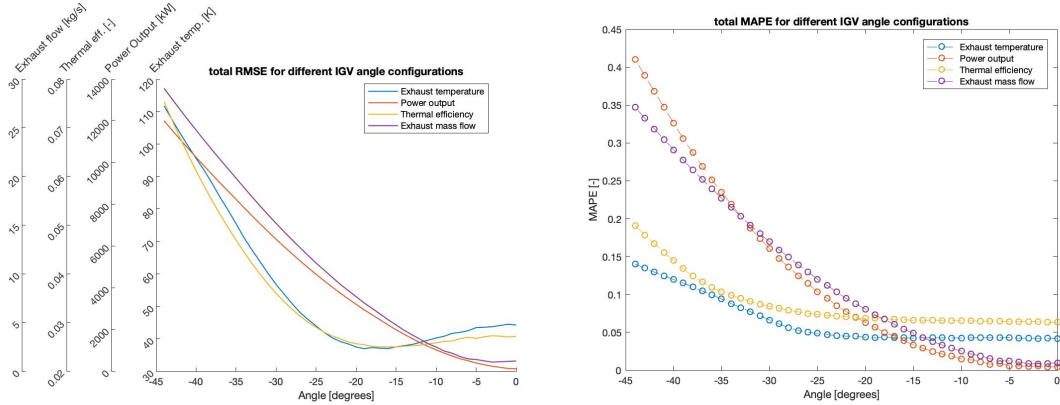 Exhaust flow [kg/s]
Thermal eff. [-]
Power Output [kW]
Exhaust temp. [K]
total RMSE for different IGV angle configurations
Exhaust temperature
Power output
Thermal efficiency
Exhaust mass flow
30
25
20
15
10
5
0
0.08
0.07
0.06
0.05
0.04
0.03
0.02
14000
12000
10000
8000
6000
4000
2000
0
120
110
100
90
80
70
60
50
40
30
-45 -40 -35 -30 -25 -20 -15 -10 -5 0
Angle [degrees]
total MAPE for different IGV angle configurations
Exhaust temperature
Power output
Thermal efficiency
Exhaust mass flow
MAPE [-]
0.45
0.4
0.35
0.3
0.25
0.2
0.15
0.1
0.05
0
-45 -40 -35 -30 -25 -20 -15 -10 -5 0
Angle [degrees]